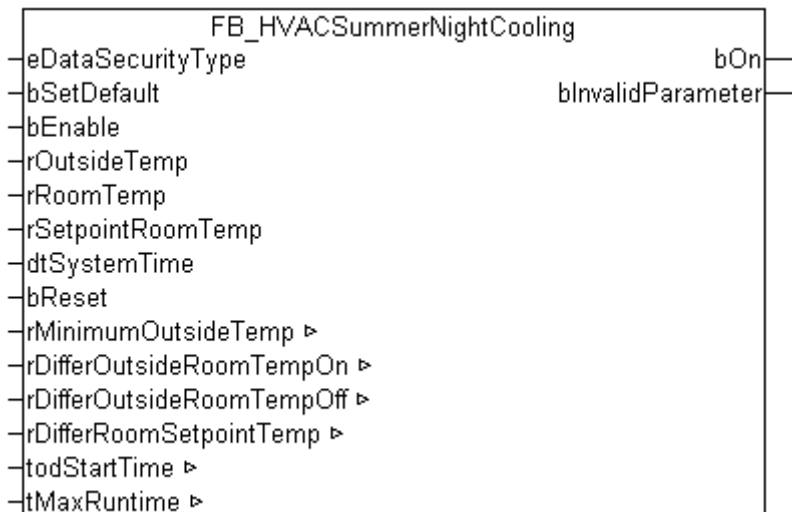 FB_HVACSummerNightCooling
eDataSecurityType bOn
bSetDefault bInvalidParameter
bEnable
rOutsideTemp
rRoomTemp
rSetpointRoomTemp
dtSystemTime
bReset
rMinimumOutsideTemp
rDifferOutsideRoomTempOn
rDifferOutsideRoomTempOff
rDifferRoomSetpointTemp
todStartTime
tMaxRuntime